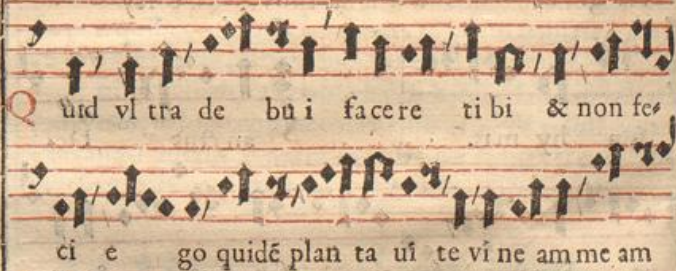 Quid vl tra de bu i facere ti bi & non fe-
ci e go quidē plan ta ui te vi ne am me am